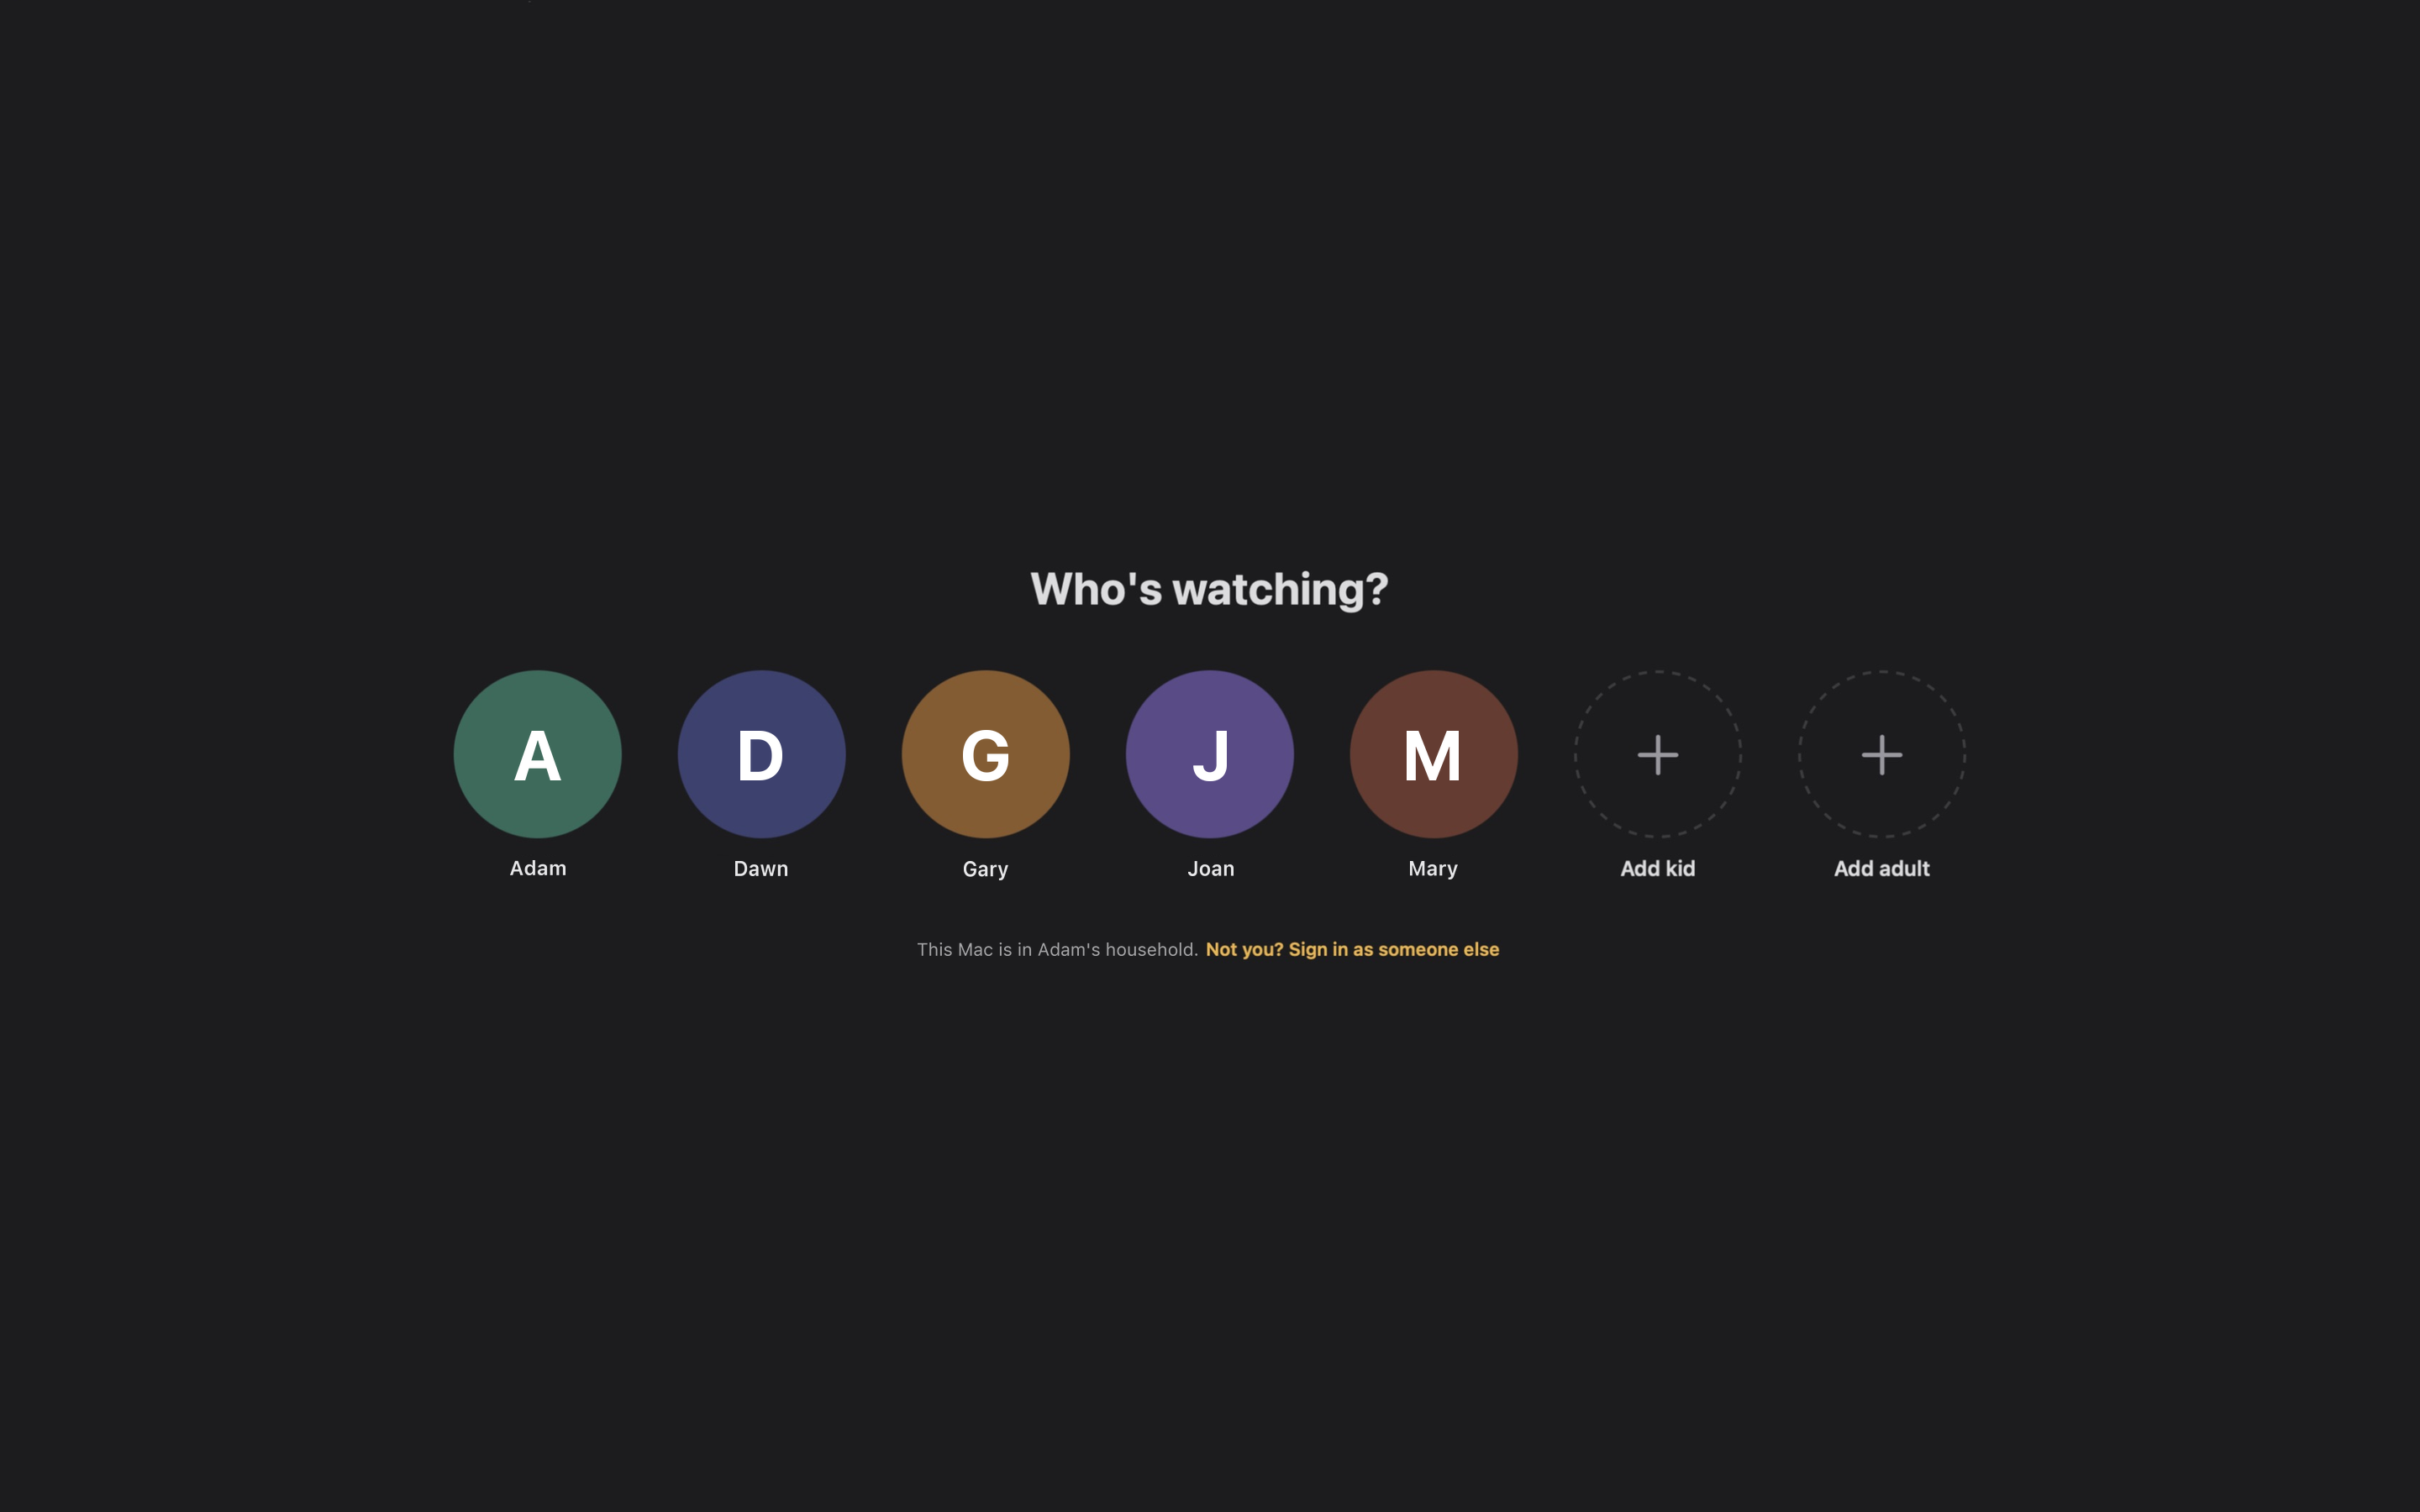 Who's watching?
A D G J M
Adam Dawn Gary Joan Mary Add kid Add adult
This Mac is in Adam's household. Not you? Sign in as someone else